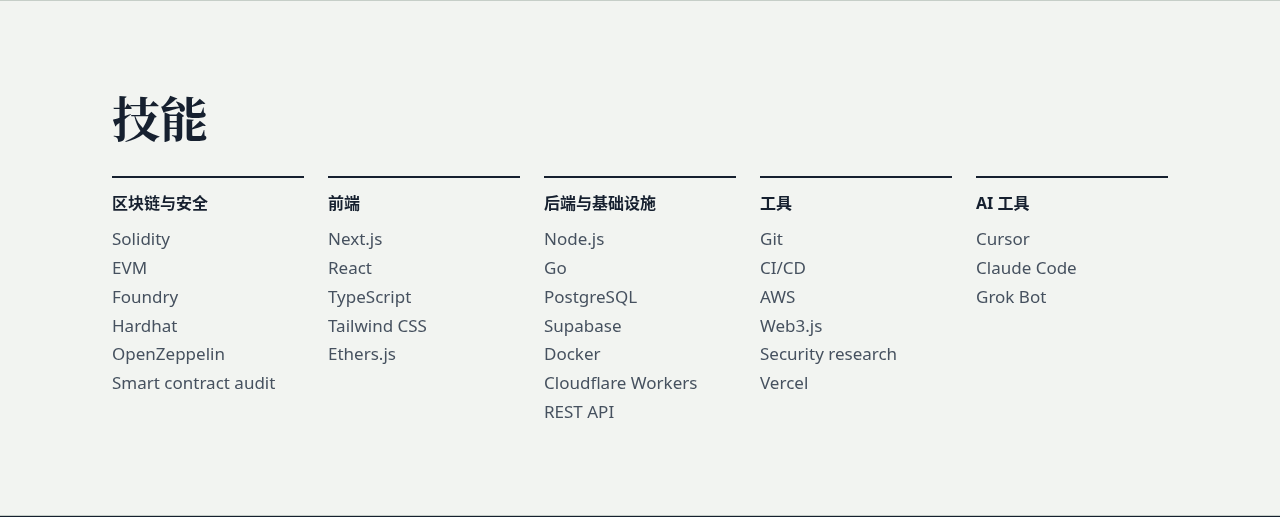 技能
区块链与安全
Solidity
EVM
Foundry
Hardhat
OpenZeppelin
Smart contract audit
前端
Next.js
React
TypeScript
Tailwind CSS
Ethers.js
后端与基础设施
Node.js
Go
PostgreSQL
Supabase
Docker
Cloudflare Workers
REST API
工具
Git
CI/CD
AWS
Web3.js
Security research
Vercel
AI 工具
Cursor
Claude Code
Grok Bot